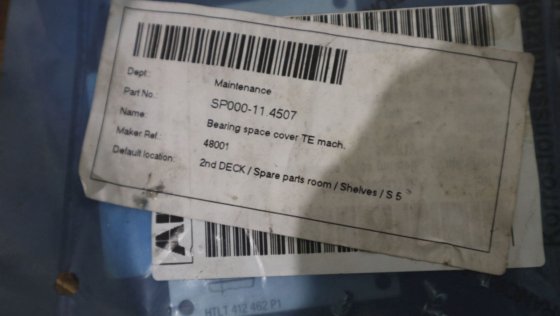 Dept.: Maintenance
Part No.: SP000-11.4507
Name: Bearing space cover TE mach.
Maker Ref.: 48001
Default location: 2nd DECK / Spare parts room / Shelves / S 5
HTLT 412 462 P1